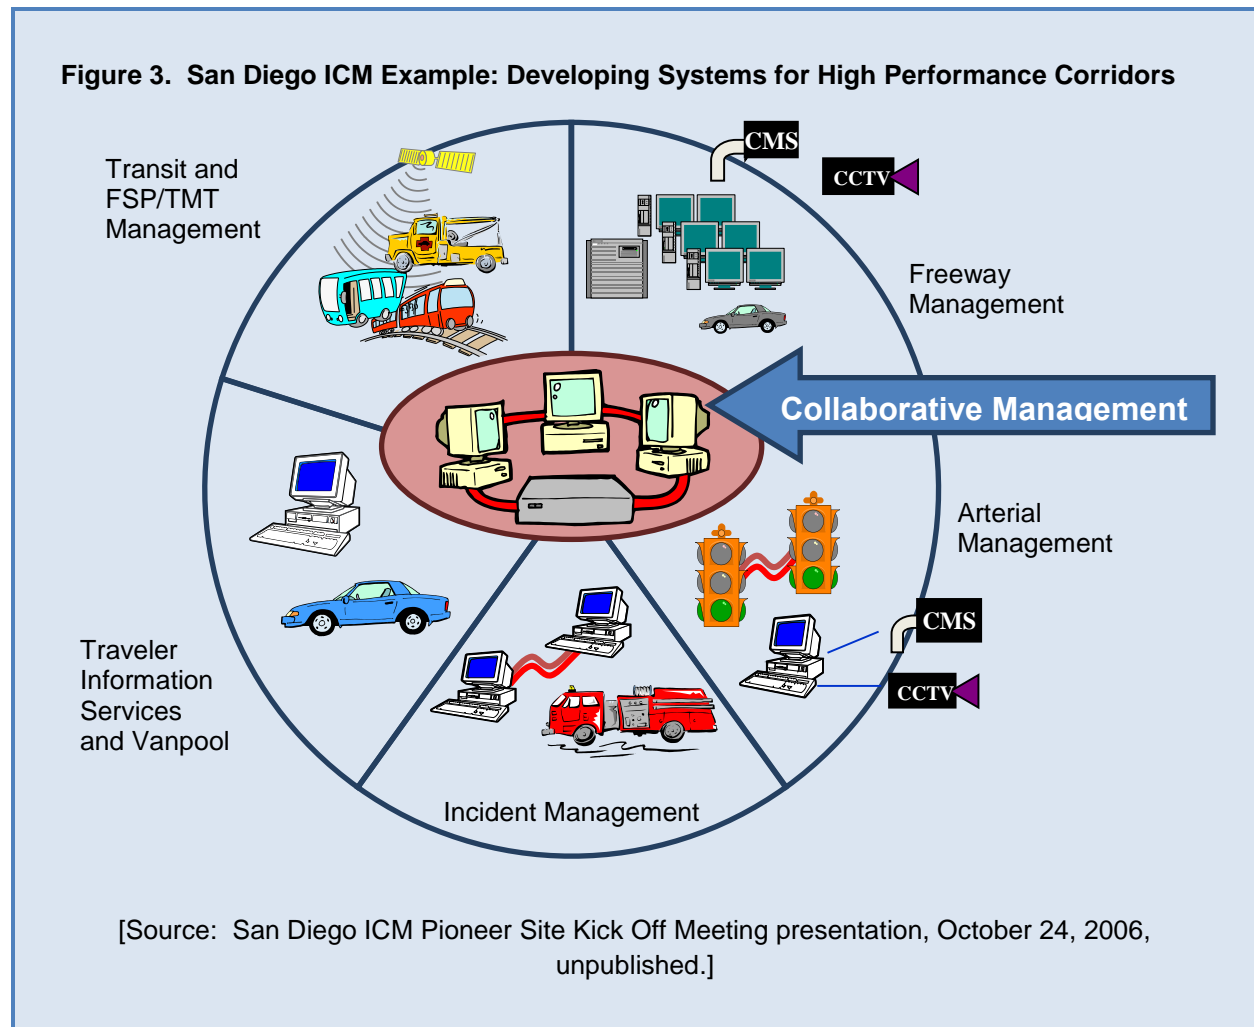 Figure 3.  San Diego ICM Example: Developing Systems for High Performance Corridors
Transit and
FSP/TMT
Management
CMS
CCTV
Freeway
Management
Collaborative Management
Arterial
Management
CMS
CCTV
Traveler
Information
Services
and Vanpool
Incident Management
[Source:  San Diego ICM Pioneer Site Kick Off Meeting presentation, October 24, 2006,
unpublished.]